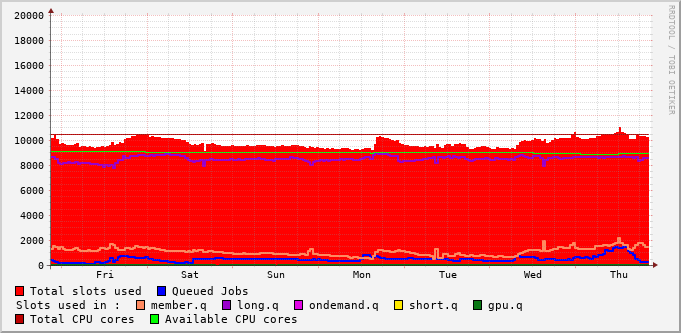 20000
18000
16000
14000
12000
10000
8000
6000
4000
2000
0
Fri Sat Sun Mon Tue Wed Thu
Total slots used Queued Jobs
Slots used in : member.q long.q ondemand.q short.q gpu.q
Total CPU cores Available CPU cores
RRDTOOL / TOBI OETIKER